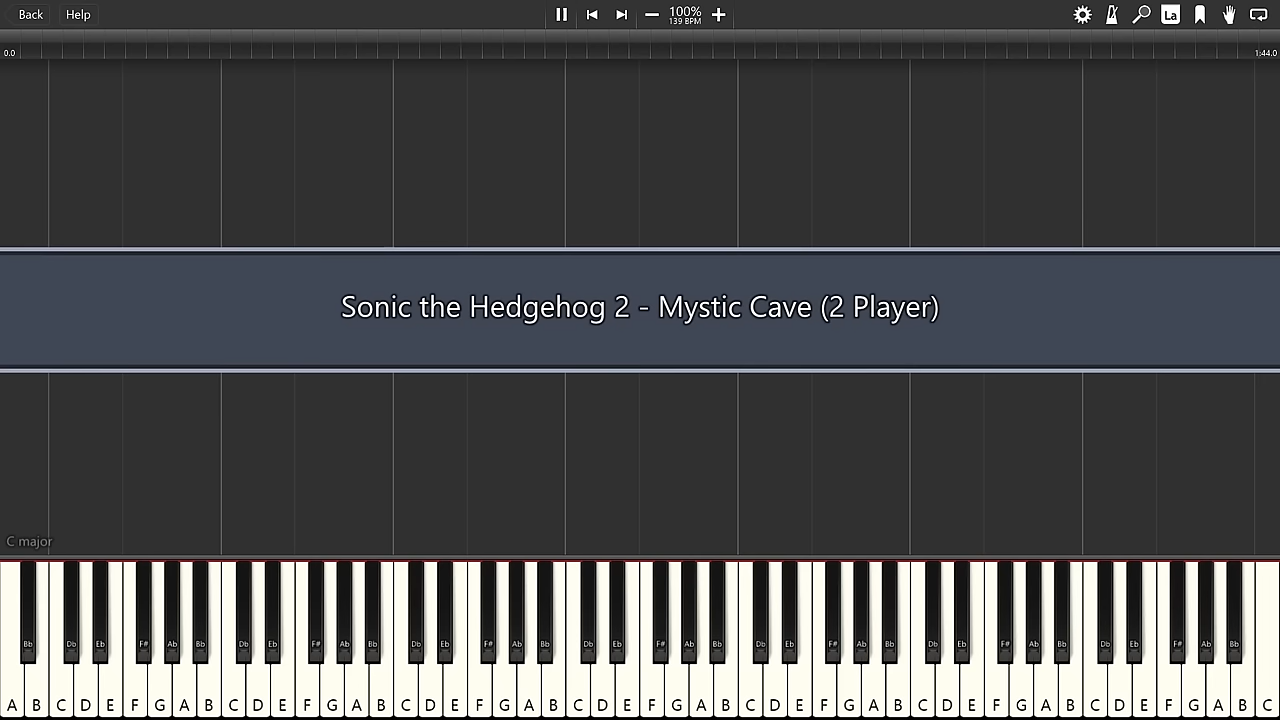 Back Help 100% La
139 BPM
0.0 1:44.0
Sonic the Hedgehog 2 - Mystic Cave (2 Player)
C major
Bb Db Eb F# Ab Bb Db Eb F# Ab Bb Db Eb F# Ab Bb Db Eb F# Ab Bb Db Eb F# Ab Bb Db Eb F# Ab Bb Db Eb F# Ab Bb
A B C D E F G A B C D E F G A B C D E F G A B C D E F G A B C D E F G A B C D E F G A B C D E F G A B C